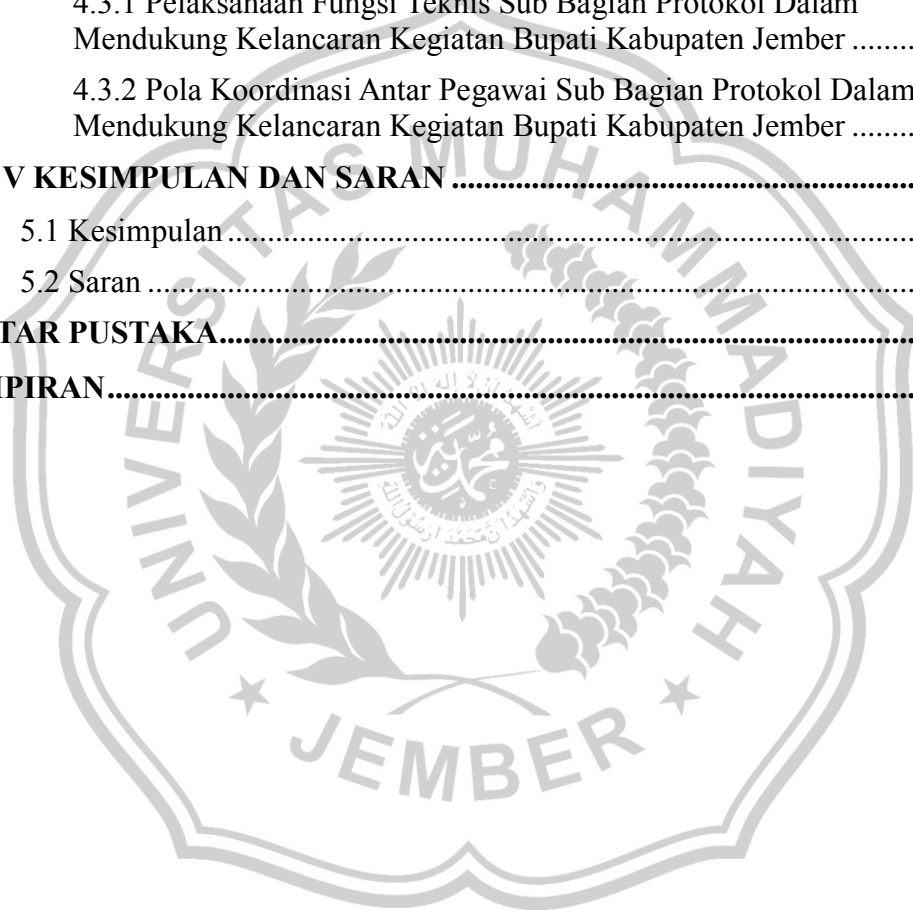 4.3.1 Pelaksanaan Fungsi Teknis Sub Bagian Protokol Dalam
Mendukung Kelancaran Kegiatan Bupati Kabupaten Jember ........
4.3.2 Pola Koordinasi Antar Pegawai Sub Bagian Protokol Dalam
Mendukung Kelancaran Kegiatan Bupati Kabupaten Jember ........
V KESIMPULAN DAN SARAN ................................................................
5.1 Kesimpulan ................................................................................
5.2 Saran ........................................................................................
TAR PUSTAKA................................................................................
PIRAN............................................................................................
UNIVERSITAS MUHAMMADIYAH
JEMBER